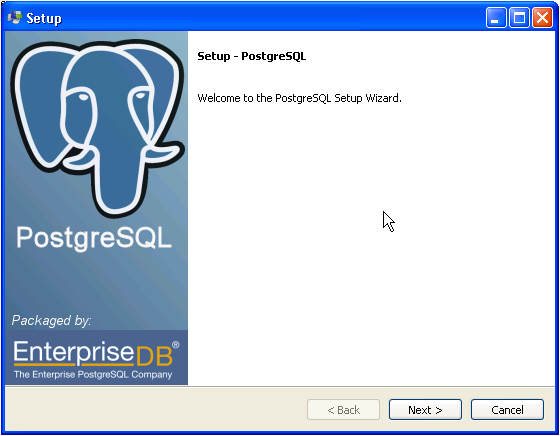 Setup
Setup - PostgreSQL
Welcome to the PostgreSQL Setup Wizard.
PostgreSQL
Packaged by:
EnterpriseDB®
The Enterprise PostgreSQL Company
< Back
Next >
Cancel